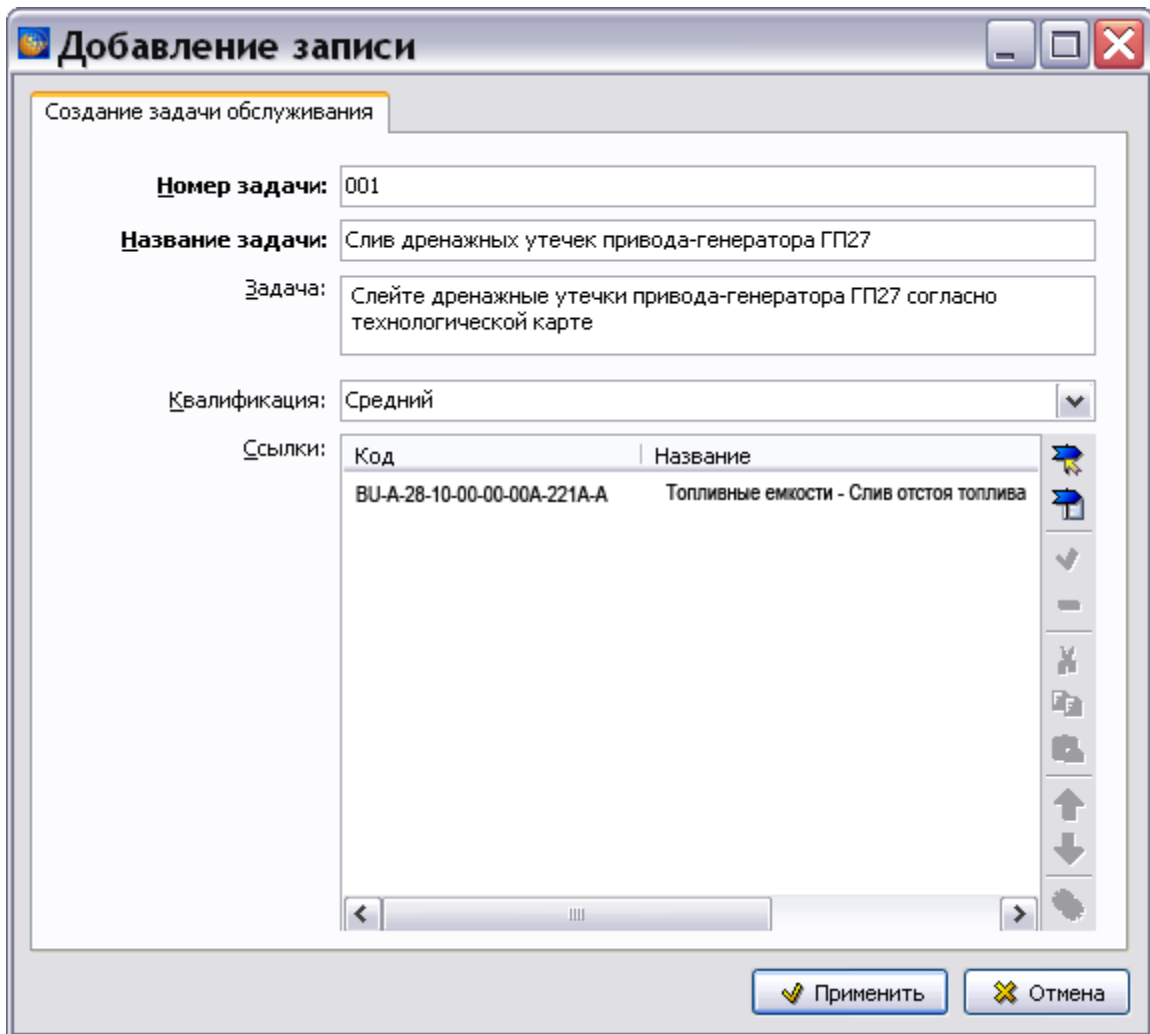 Добавление записи
Создание задачи обслуживания
Номер задачи: 001
Название задачи: Слив дренажных утечек привода-генератора ГП27
Задача: Слейте дренажные утечки привода-генератора ГП27 согласно
технологической карте
Квалификация: Средний
Ссылки: Код Название
BU-A-28-10-00-00-00A-221A-A Топливные емкости - Слив отстоя топлива
Применить Отмена